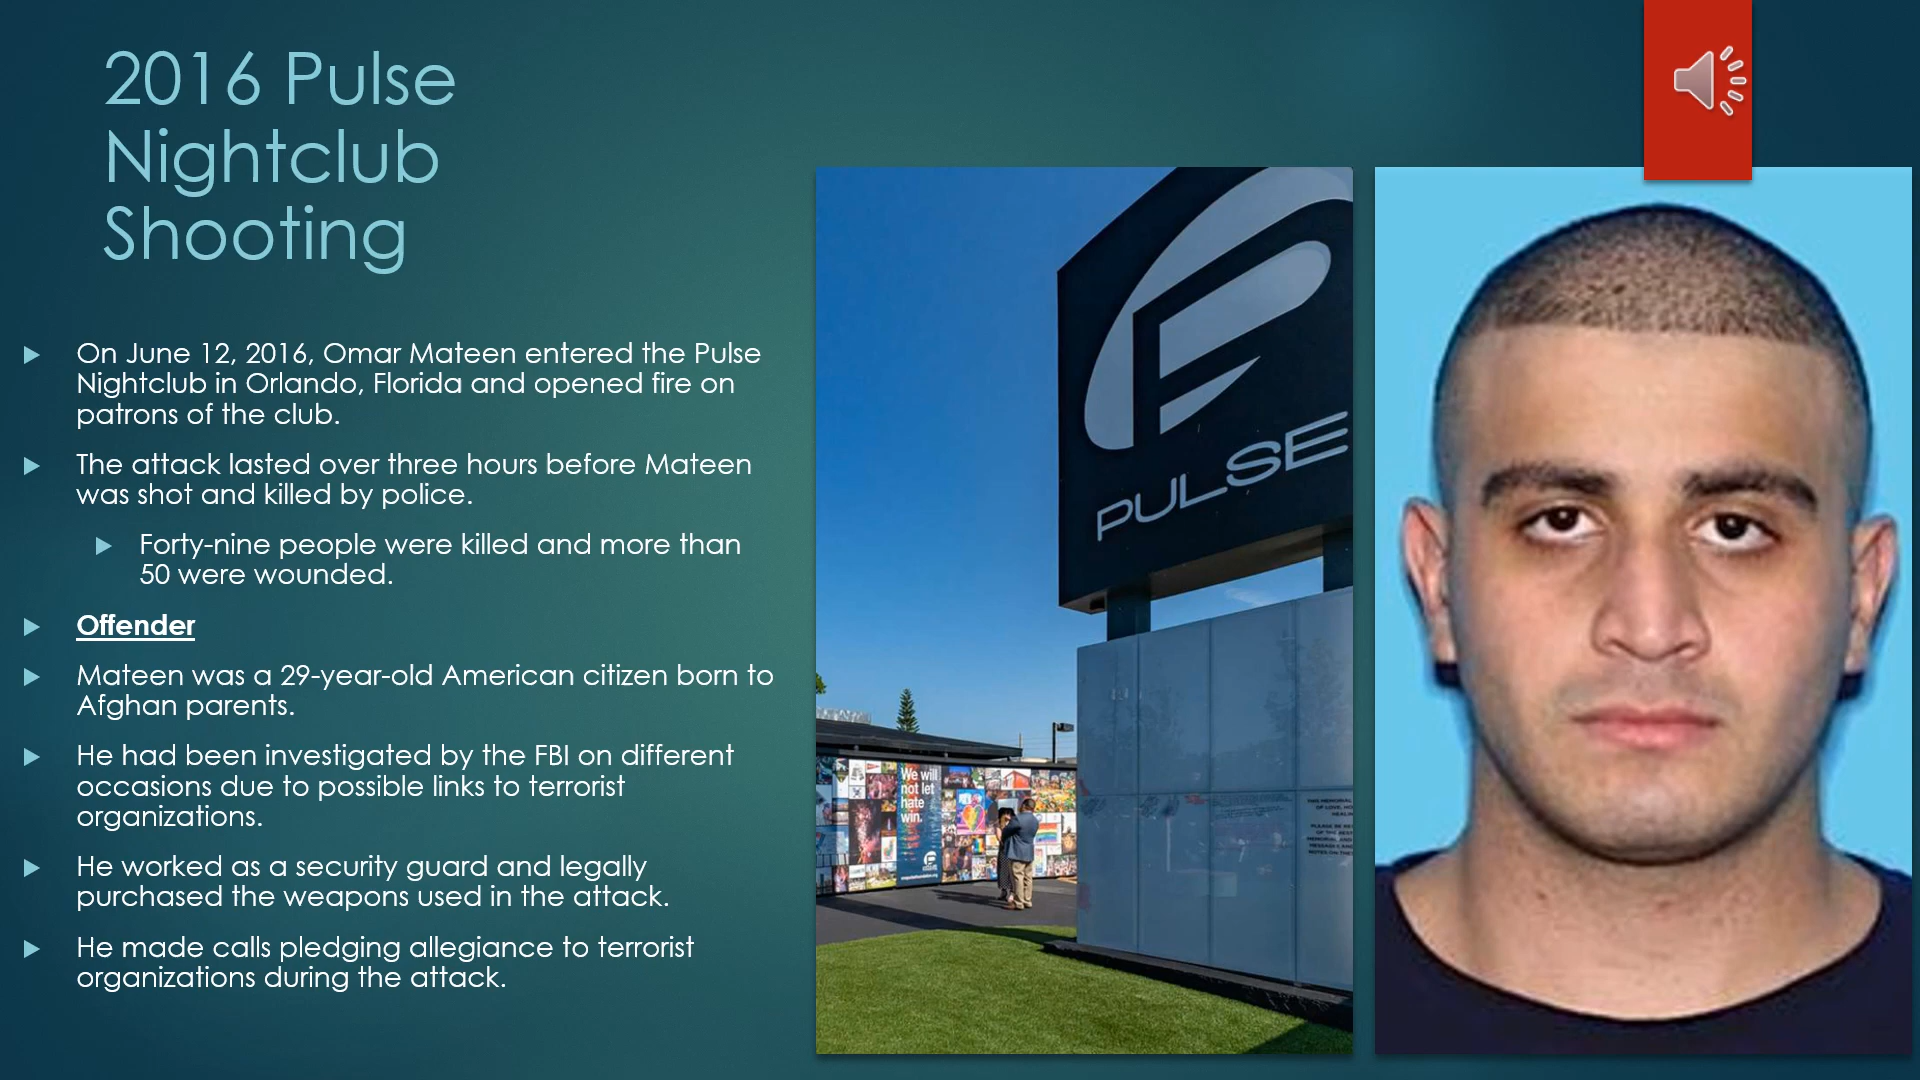 2016 Pulse
Nightclub
Shooting
On June 12, 2016, Omar Mateen entered the Pulse
Nightclub in Orlando, Florida and opened fire on
patrons of the club.
The attack lasted over three hours before Mateen
was shot and killed by police.
Forty-nine people were killed and more than
50 were wounded.
Offender
Mateen was a 29-year-old American citizen born to
Afghan parents.
He had been investigated by the FBI on different
occasions due to possible links to terrorist
organizations.
He worked as a security guard and legally
purchased the weapons used in the attack.
He made calls pledging allegiance to terrorist
organizations during the attack.
PULSE
We will
not let
hate
win.